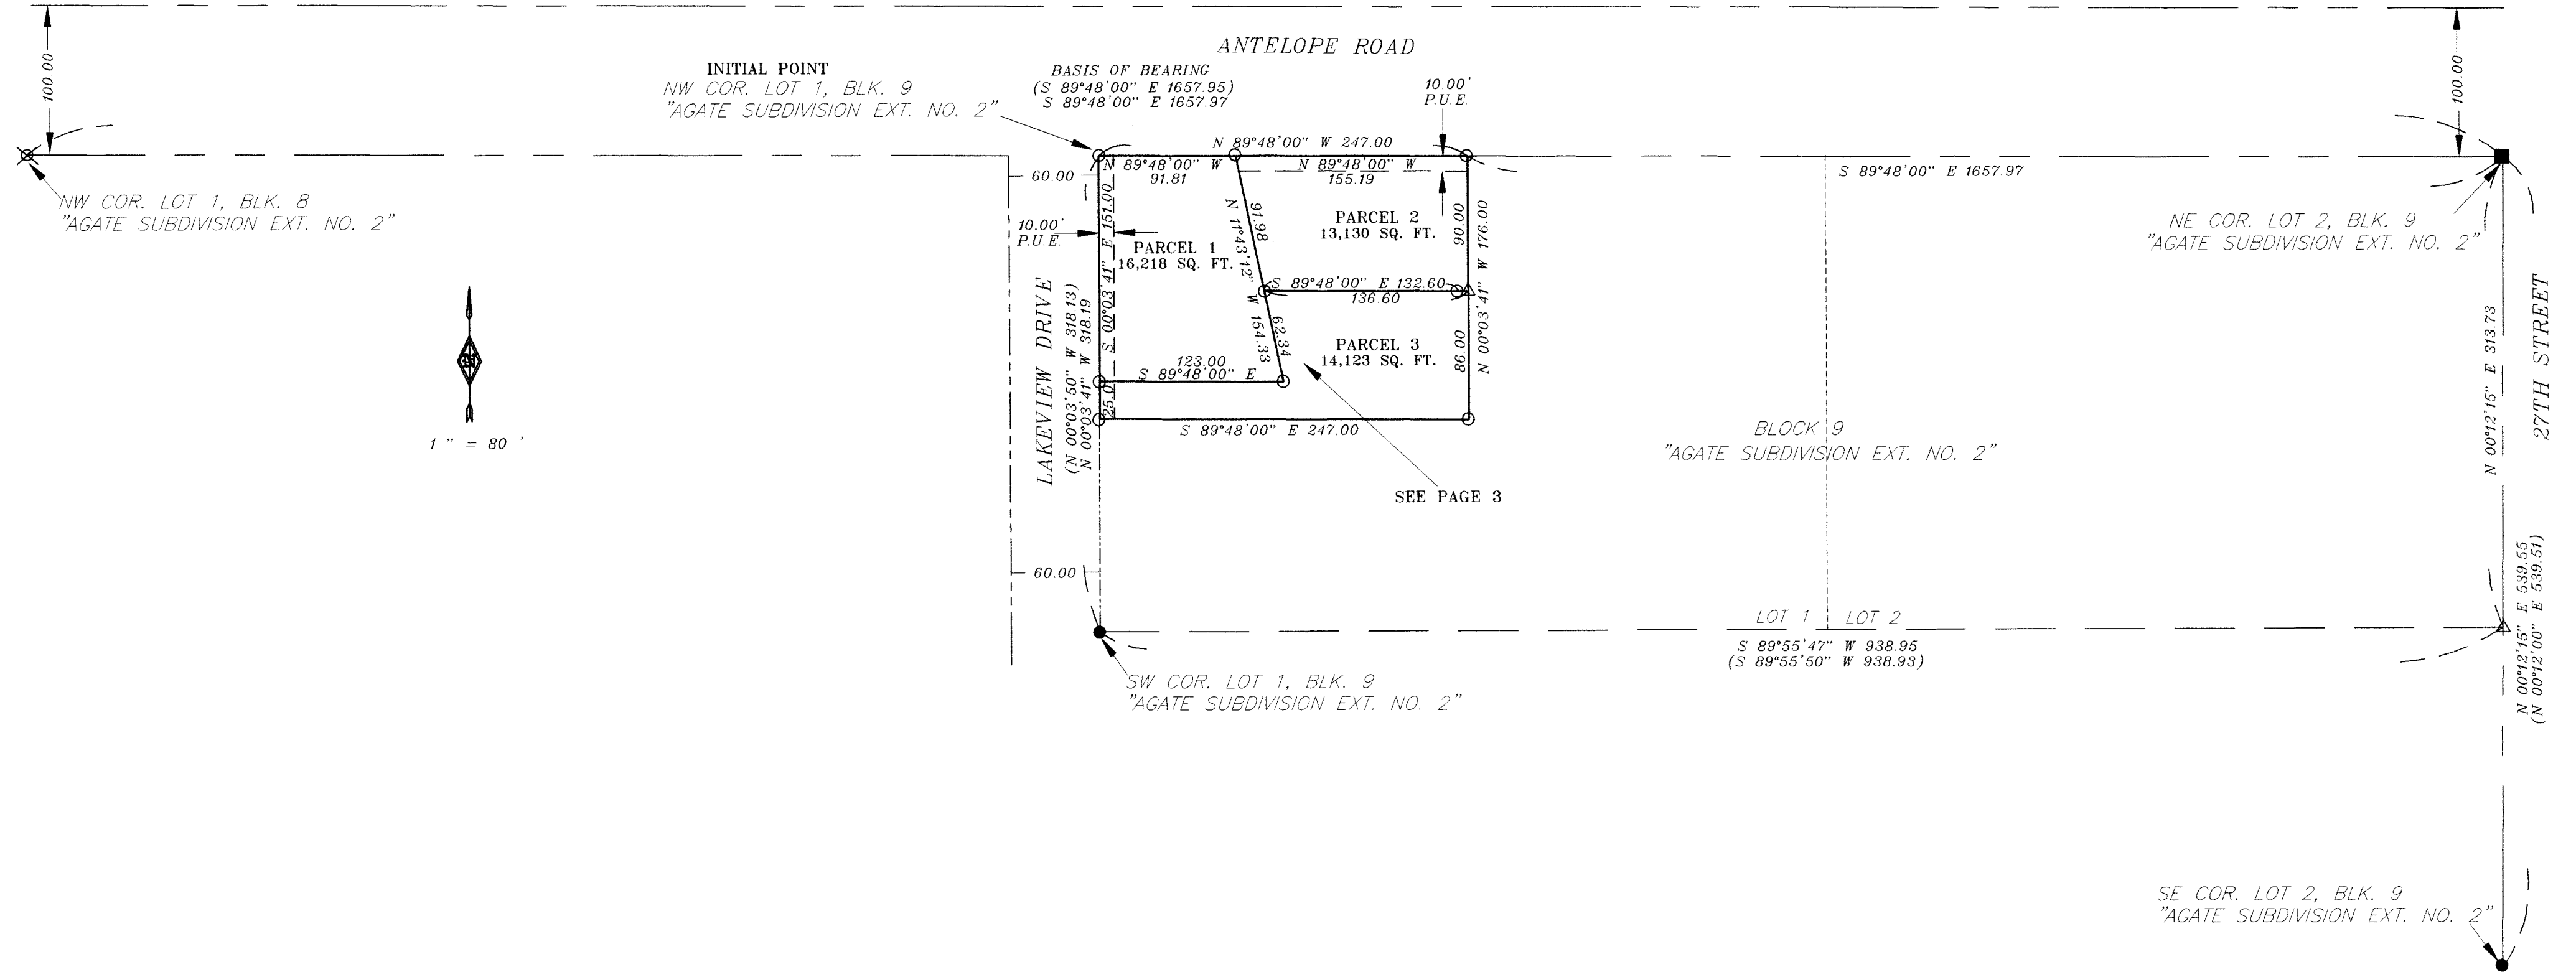 100.00
ANTELOPE ROAD
100.00
INITIAL POINT
NW COR. LOT 1, BLK. 9
"AGATE SUBDIVISION EXT. NO. 2"
BASIS OF BEARING
(S 89°48'00" E 1657.95)
S 89°48'00" E 1657.97
10.00'
P.U.E.
N 89°48'00" W 247.00
N 89°48'00" W
91.81
N 89°48'00" W
155.19
S 89°48'00" E 1657.97
60.00
NW COR. LOT 1, BLK. 8
"AGATE SUBDIVISION EXT. NO. 2"
NE COR. LOT 2, BLK. 9
"AGATE SUBDIVISION EXT. NO. 2"
10.00'
P.U.E.
S 00°03'41" E 151.00
PARCEL 1
16,218 SQ. FT.
91.98
N 11°43'12" W 154.33
62.34
PARCEL 2
13,130 SQ. FT.
90.00
N 00°03'41" W 176.00
S 89°48'00" E 132.60
136.60
PARCEL 3
14,123 SQ. FT.
86.00
123.00
S 89°48'00" E
25.0
S 89°48'00" E 247.00
LAKEVIEW DRIVE
(N 00°03'50" W 318.13)
N 00°03'41" W 318.19
1 " = 80 '
SEE PAGE 3
BLOCK 9
"AGATE SUBDIVISION EXT. NO. 2"
N 00°12'15" E 313.73
27TH STREET
60.00
LOT 1
LOT 2
S 89°55'47" W 938.95
(S 89°55'50" W 938.93)
N 00°12'15" E 539.55
(N 00°12'00" E 539.51)
SW COR. LOT 1, BLK. 9
"AGATE SUBDIVISION EXT. NO. 2"
SE COR. LOT 2, BLK. 9
"AGATE SUBDIVISION EXT. NO. 2"